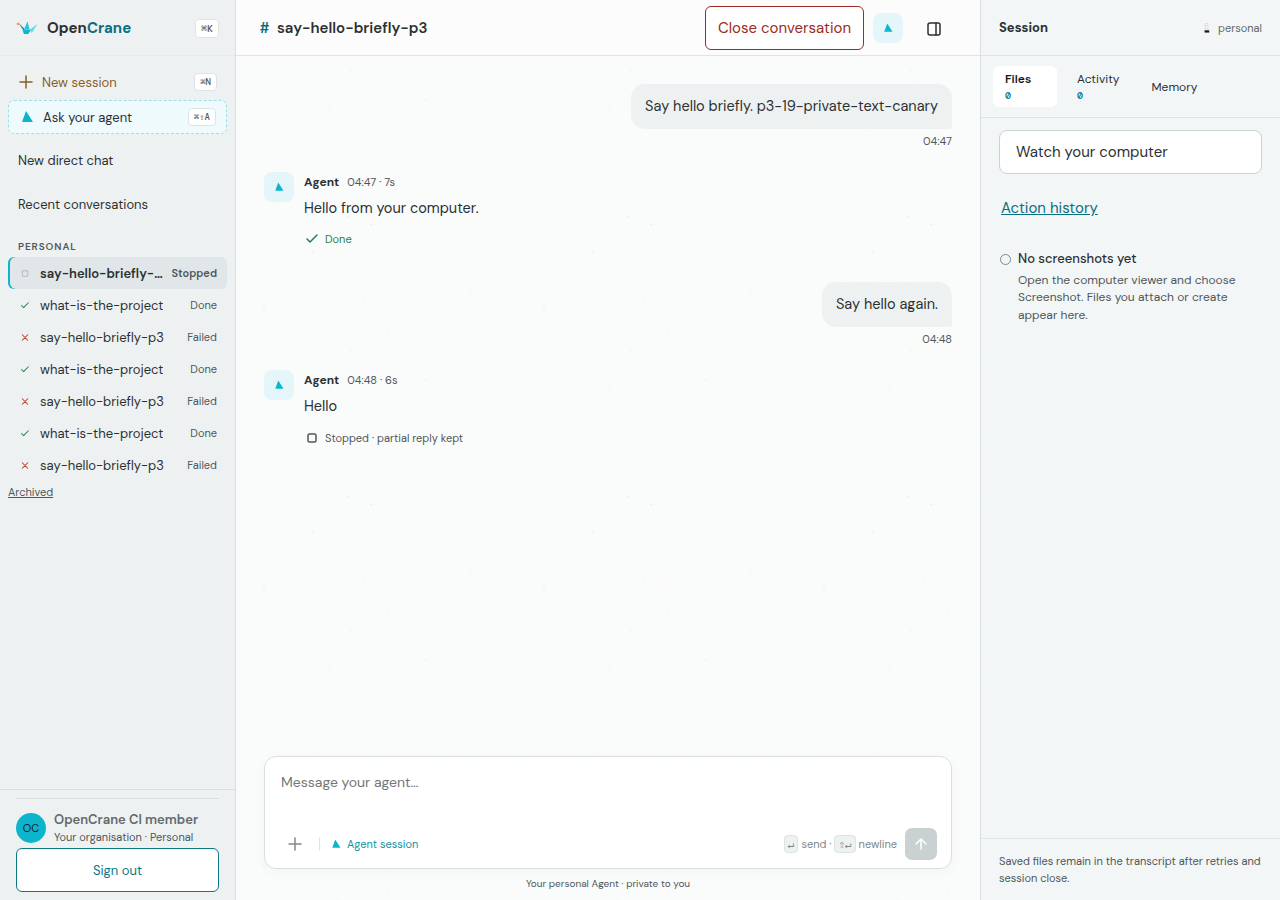 OpenCrane
⌘K
New session
⌘N
Ask your agent
⌘⇧A
New direct chat
Recent conversations
PERSONAL
say-hello-briefly-… Stopped
what-is-the-project Done
say-hello-briefly-p3 Failed
what-is-the-project Done
say-hello-briefly-p3 Failed
what-is-the-project Done
say-hello-briefly-p3 Failed
Archived
OC
OpenCrane CI member
Your organisation · Personal
Sign out
# say-hello-briefly-p3
Close conversation
Say hello briefly. p3-19-private-text-canary
04:47
Agent 04:47 · 7s
Hello from your computer.
Done
Say hello again.
04:48
Agent 04:48 · 6s
Hello
Stopped · partial reply kept
Message your agent…
Agent session
↵ send · ⇧↵ newline
Your personal Agent · private to you
Session
personal
Files
0
Activity
0
Memory
Watch your computer
Action history
No screenshots yet
Open the computer viewer and choose
Screenshot. Files you attach or create
appear here.
Saved files remain in the transcript after retries and
session close.